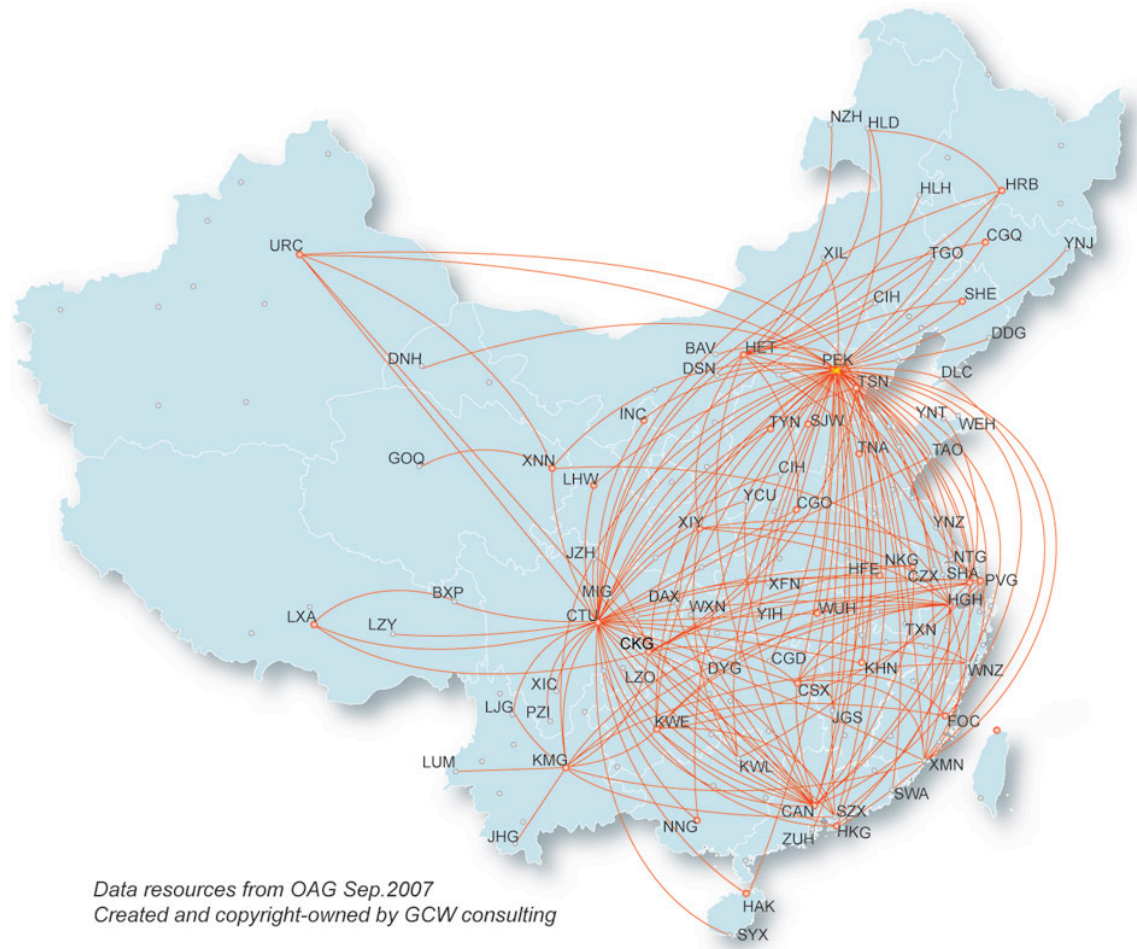 NZH
HLD
HLH
HRB
URC
XIL
TGO
CGQ
YNJ
CIH
SHE
DNH
BAV
HET
PEK
DDG
DSN
TSN
DLC
INC
TYN
SJW
YNT
WEH
GOQ
XNN
LHW
TNA
TAO
CIH
YCU
CGO
XIY
YNZ
JZH
NKG
NTG
HFE
CZX
SHA
PVG
BXP
MIG
DAX
WXN
XFN
HGH
LXA
LZY
CTU
YIH
WUH
TXN
CKG
LZO
DYG
CGD
KHN
WNZ
XIC
CSX
LJG
PZI
KWE
JGS
FOC
LUM
KMG
KWL
XMN
SWA
CAN
SZX
JHG
NNG
ZUH
HKG
Data resources from OAG Sep.2007
Created and copyright-owned by GCW consulting
HAK
SYX